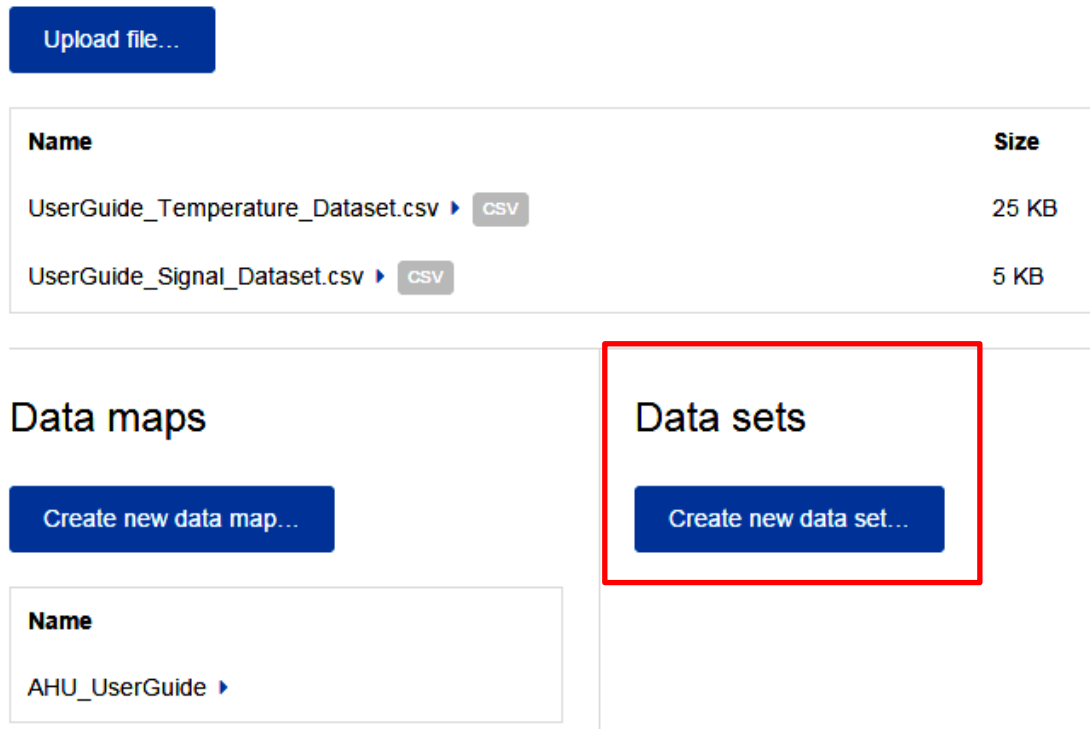 Upload file...
Name Size
UserGuide_Temperature_Dataset.csv CSV 25 KB
UserGuide_Signal_Dataset.csv CSV 5 KB
Data maps
Create new data map...
Name
AHU_UserGuide
Data sets
Create new data set...